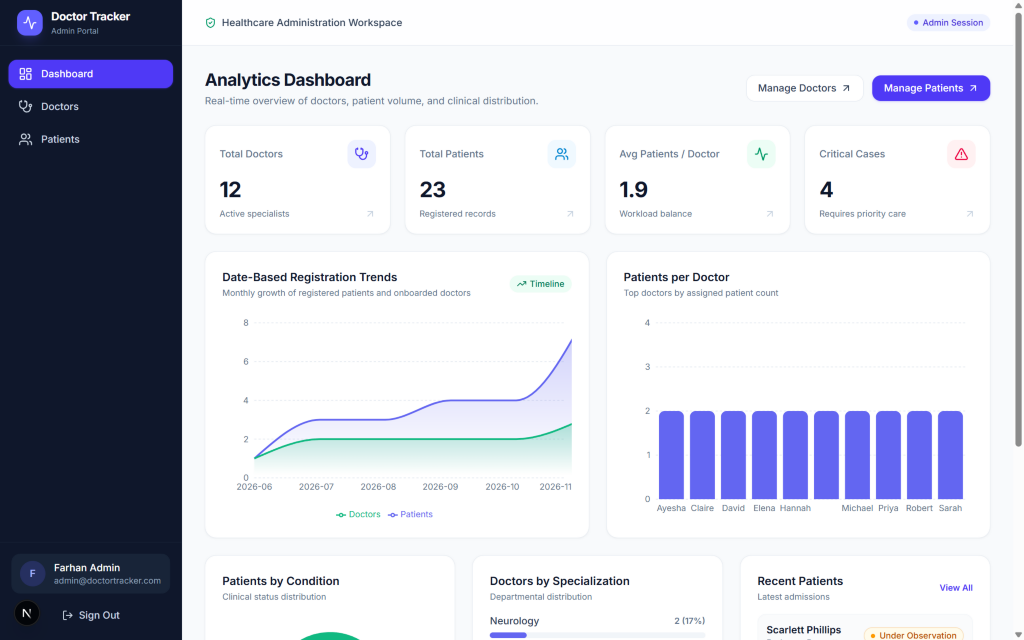 Doctor Tracker
Admin Portal
Dashboard
Doctors
Patients
Farhan Admin
F
admin@doctortracker.com
N
Sign Out
Healthcare Administration Workspace
Admin Session
Analytics Dashboard
Real-time overview of doctors, patient volume, and clinical distribution.
Manage Doctors
Manage Patients
Total Doctors
12
Active specialists
Total Patients
23
Registered records
Avg Patients / Doctor
1.9
Workload balance
Critical Cases
4
Requires priority care
Date-Based Registration Trends
Monthly growth of registered patients and onboarded doctors
Timeline
8
6
4
2
0
2026-06 2026-07 2026-08 2026-09 2026-10 2026-11
Doctors Patients
Patients per Doctor
Top doctors by assigned patient count
4
3
2
1
0
Ayesha Claire David Elena Hannah Michael Priya Robert Sarah
Patients by Condition
Clinical status distribution
Doctors by Specialization
Departmental distribution
Neurology 2 (17%)
Recent Patients
Latest admissions
View All
Scarlett Phillips
Under Observation